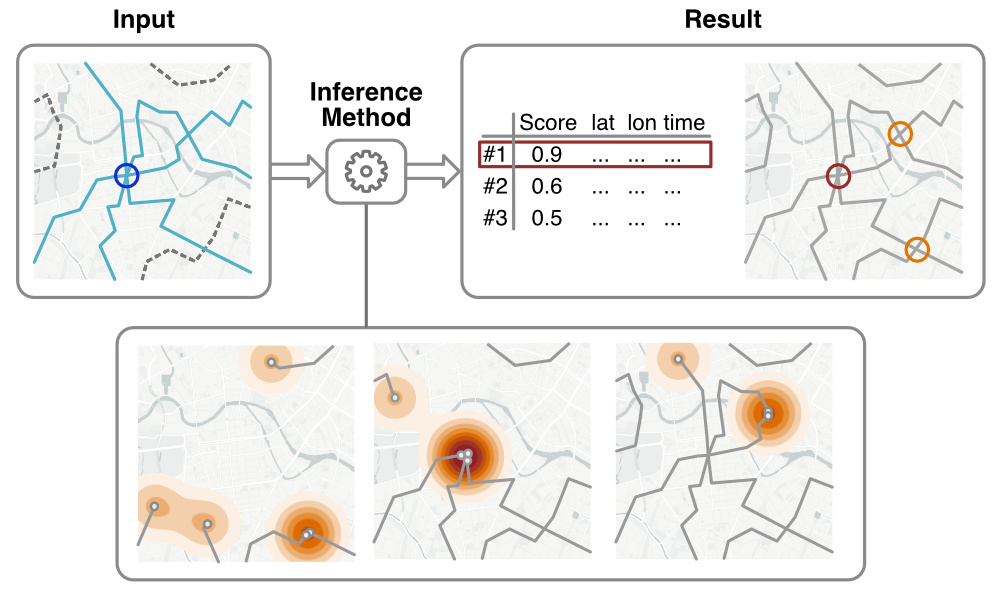 Input
Result
Inference
Method
Score lat lon time
#1 0.9 ... ... ...
#2 0.6 ... ... ...
#3 0.5 ... ... ...